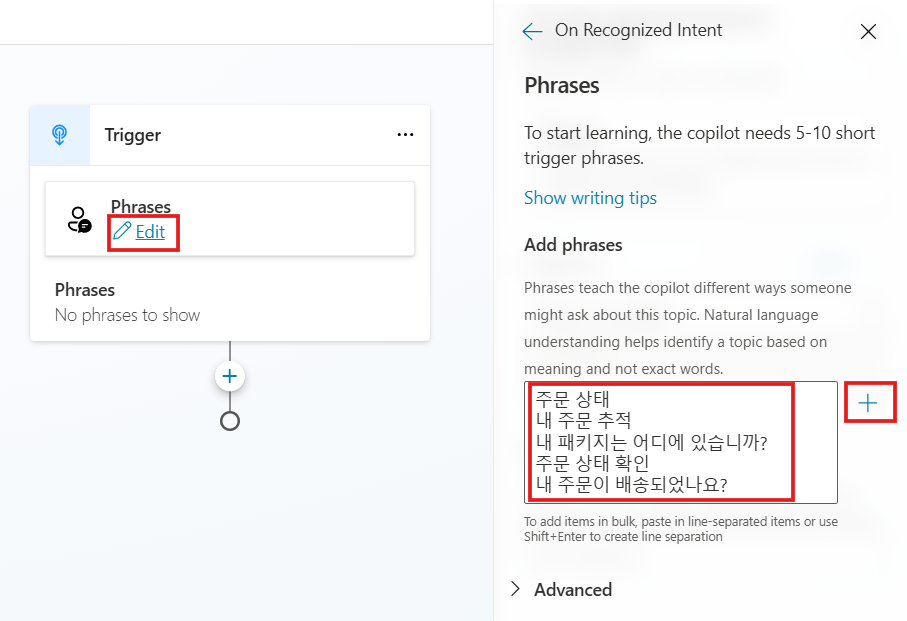 Trigger
...
Phrases
Edit
Phrases
No phrases to show
On Recognized Intent
Phrases
To start learning, the copilot needs 5-10 short
trigger phrases.
Show writing tips
Add phrases
Phrases teach the copilot different ways someone
might ask about this topic. Natural language
understanding helps identify a topic based on
meaning and not exact words.
주문 상태
내 주문 추적
내 패키지는 어디에 있습니까?
주문 상태 확인
내 주문이 배송되었나요?
To add items in bulk, paste in line-separated items or use
Shift+Enter to create line separation
Advanced